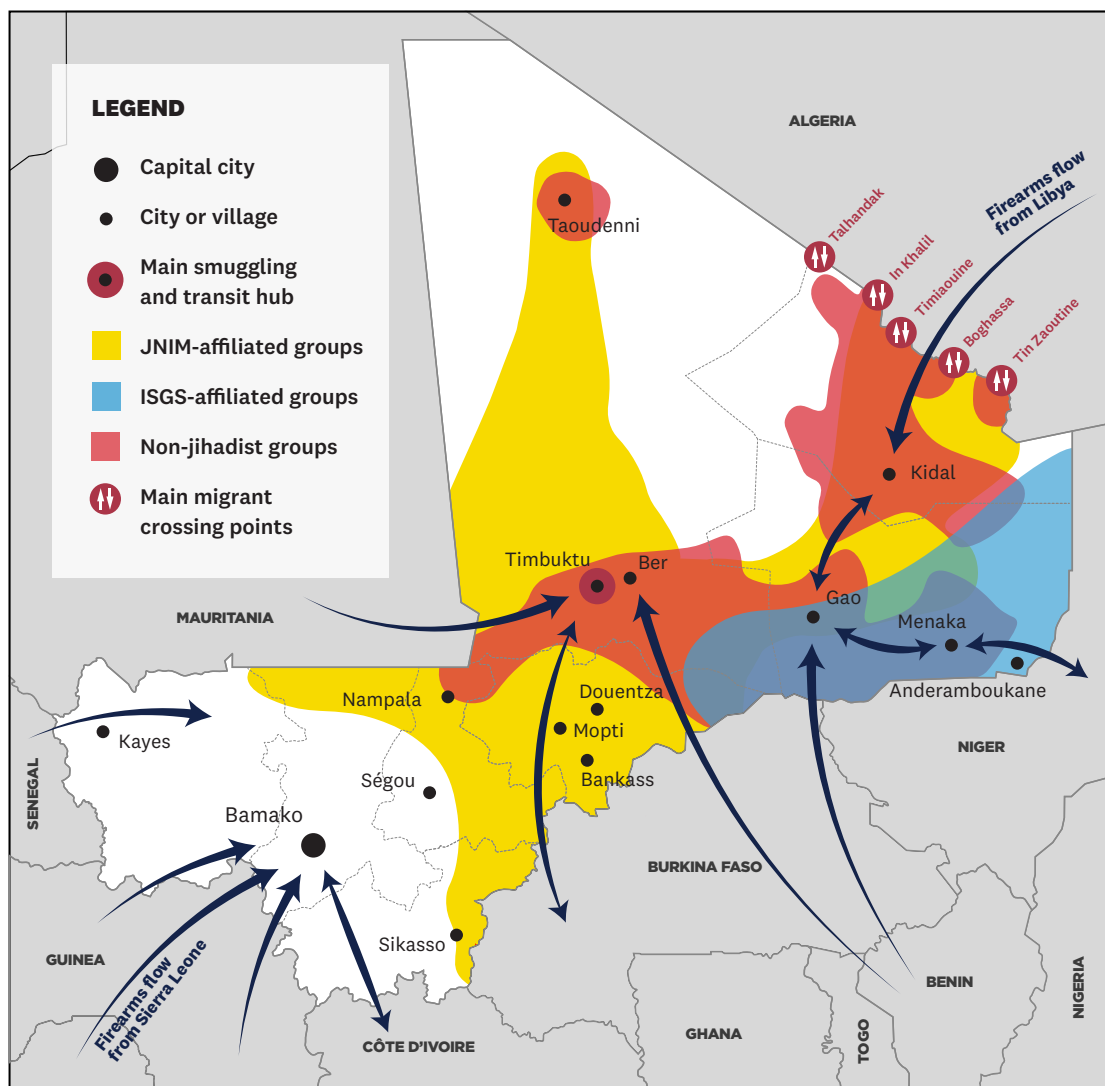 LEGEND
Capital city
City or village
Main smuggling
and transit hub
JNIM-affiliated groups
ISGS-affiliated groups
Non-jihadist groups
Main migrant
crossing points
ALGERIA
Firearms flow
from Libya
Talhandak
In Khalil
Timiaouine
Boghassa
Tin Zaoutine
Taoudenni
Kidal
Timbuktu
Ber
Gao
Menaka
Anderamboukane
MAURITANIA
Nampala
Douentza
Mopti
Bankass
Kayes
Ségou
Bamako
Sikasso
NIGER
SENEGAL
BURKINA FASO
GUINEA
Firearms flow
from Sierra Leone
CÔTE D'IVOIRE
GHANA
TOGO
BENIN
NIGERIA